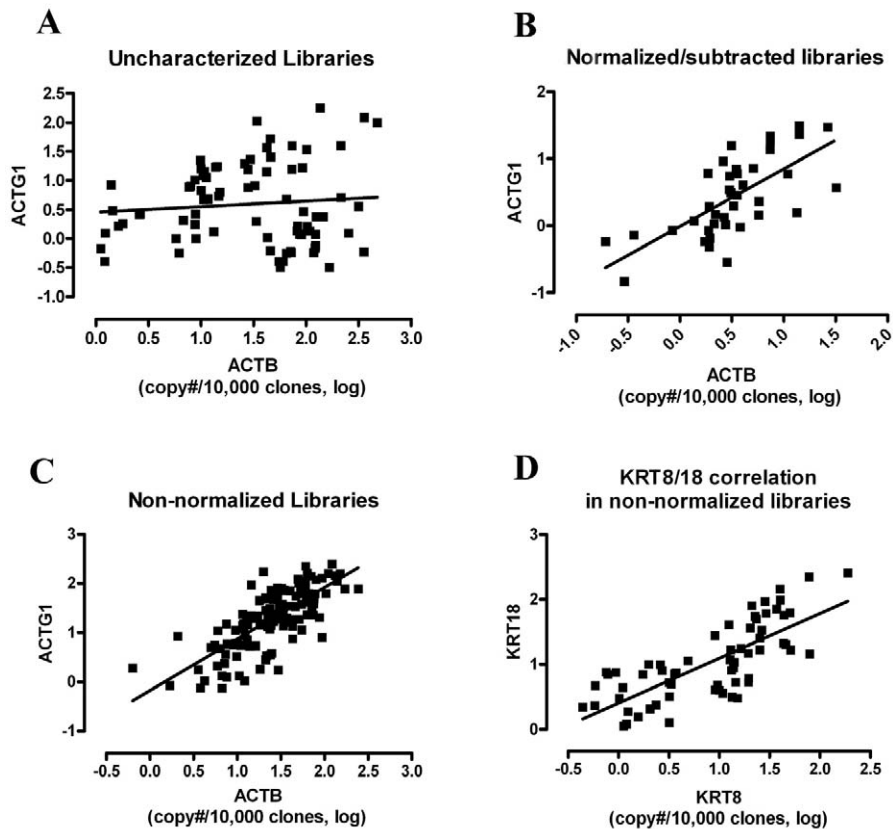 A
Uncharacterized Libraries
ACTG1
2.5
2.0
1.5
1.0
0.5
0.0
-0.5
-1.0
0.0 0.5 1.0 1.5 2.0 2.5 3.0
ACTB
(copy#/10,000 clones, log)
B
Normalized/subtracted libraries
ACTG1
2
1
0
-1
-1.0 -0.5 0.0 0.5 1.0 1.5 2.0
ACTB
(copy#/10,000 clones, log)
C
Non-normalized Libraries
ACTG1
3
2
1
0
-1
-0.5 0.0 0.5 1.0 1.5 2.0 2.5 3.0
ACTB
(copy#/10,000 clones, log)
D
KRT8/18 correlation
in non-normalized libraries
KRT18
3
2
1
0
-0.5 0.0 0.5 1.0 1.5 2.0 2.5
KRT8
(copy#/10,000 clones, log)